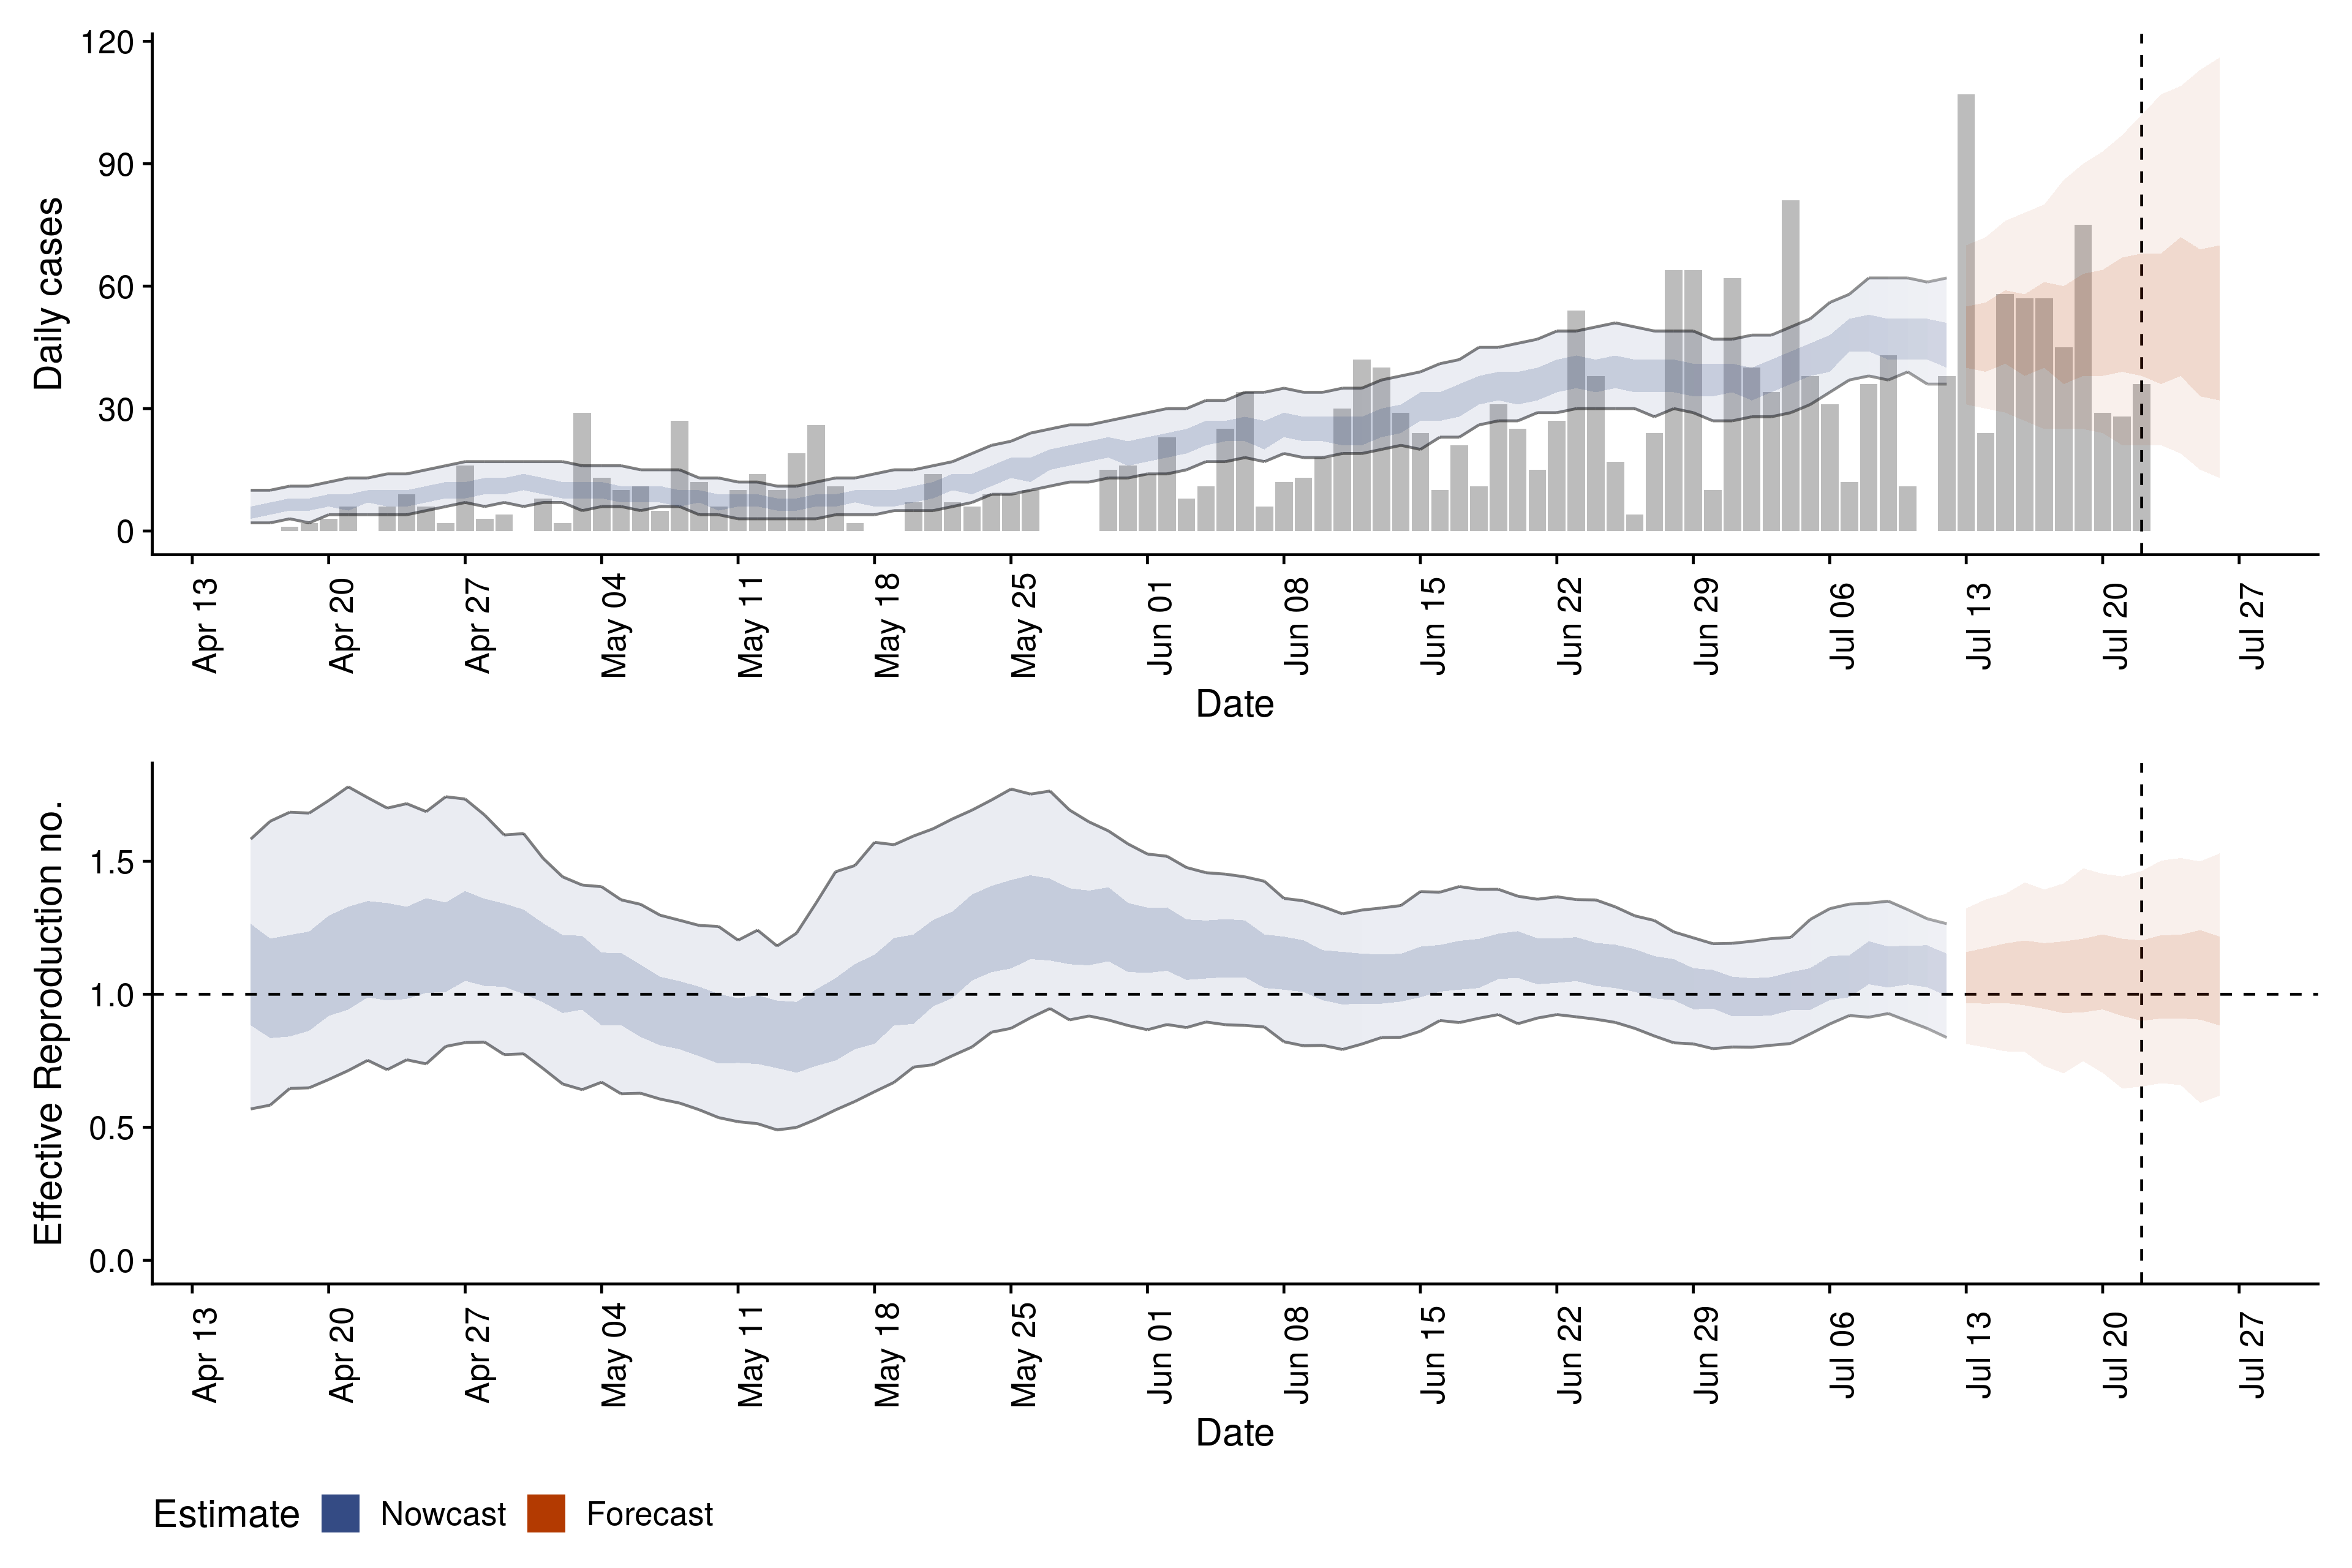 120
90
60
30
0
Daily cases
Apr 13
Apr 20
Apr 27
May 04
May 11
May 18
May 25
Jun 01
Jun 08
Jun 15
Jun 22
Jun 29
Jul 06
Jul 13
Jul 20
Jul 27
Date
1.5
1.0
0.5
0.0
Effective Reproduction no.
Apr 13
Apr 20
Apr 27
May 04
May 11
May 18
May 25
Jun 01
Jun 08
Jun 15
Jun 22
Jun 29
Jul 06
Jul 13
Jul 20
Jul 27
Date
Estimate Nowcast Forecast